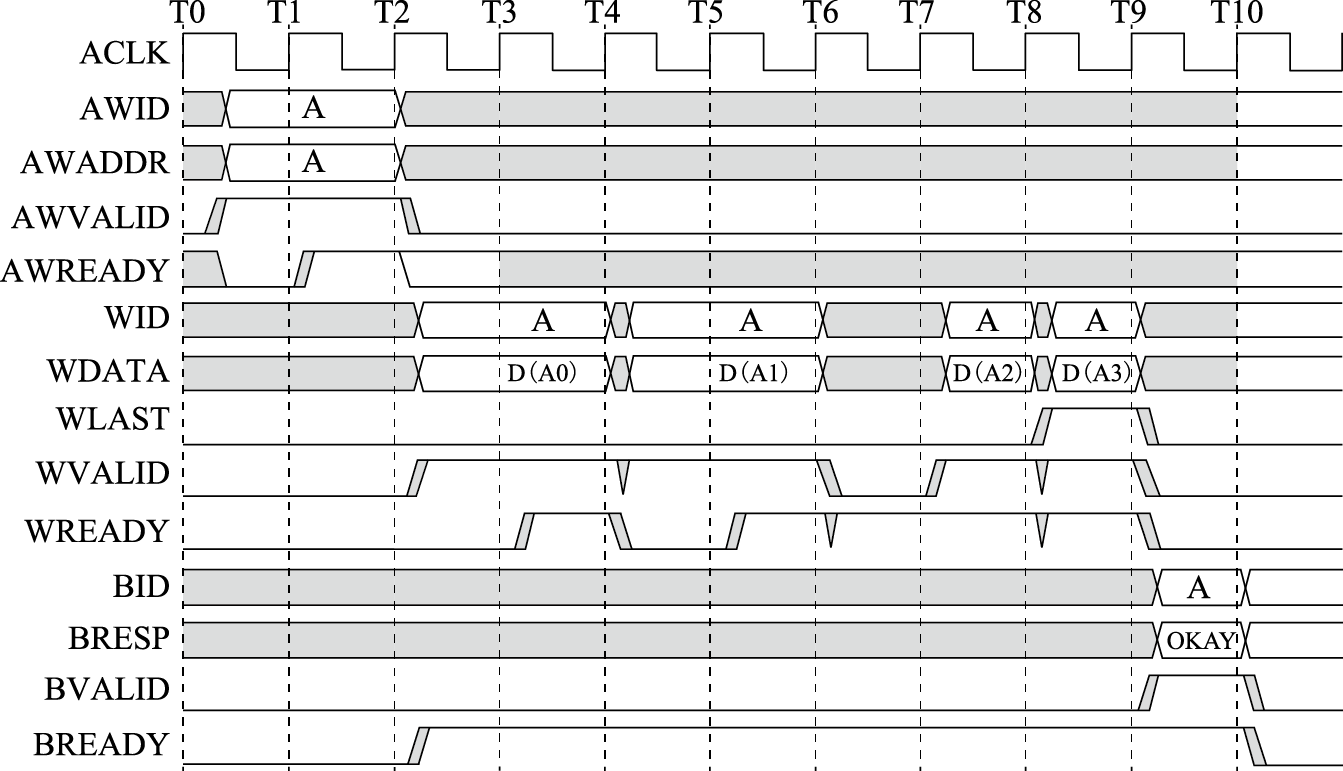 T0 T1 T2 T3 T4 T5 T6 T7 T8 T9 T10
ACLK
AWID A
AWADDR A
AWVALID
AWREADY
WID A A A A
WDATA D(A0) D(A1) D(A2) D(A3)
WLAST
WVALID
WREADY
BID A
BRESP OKAY
BVALID
BREADY